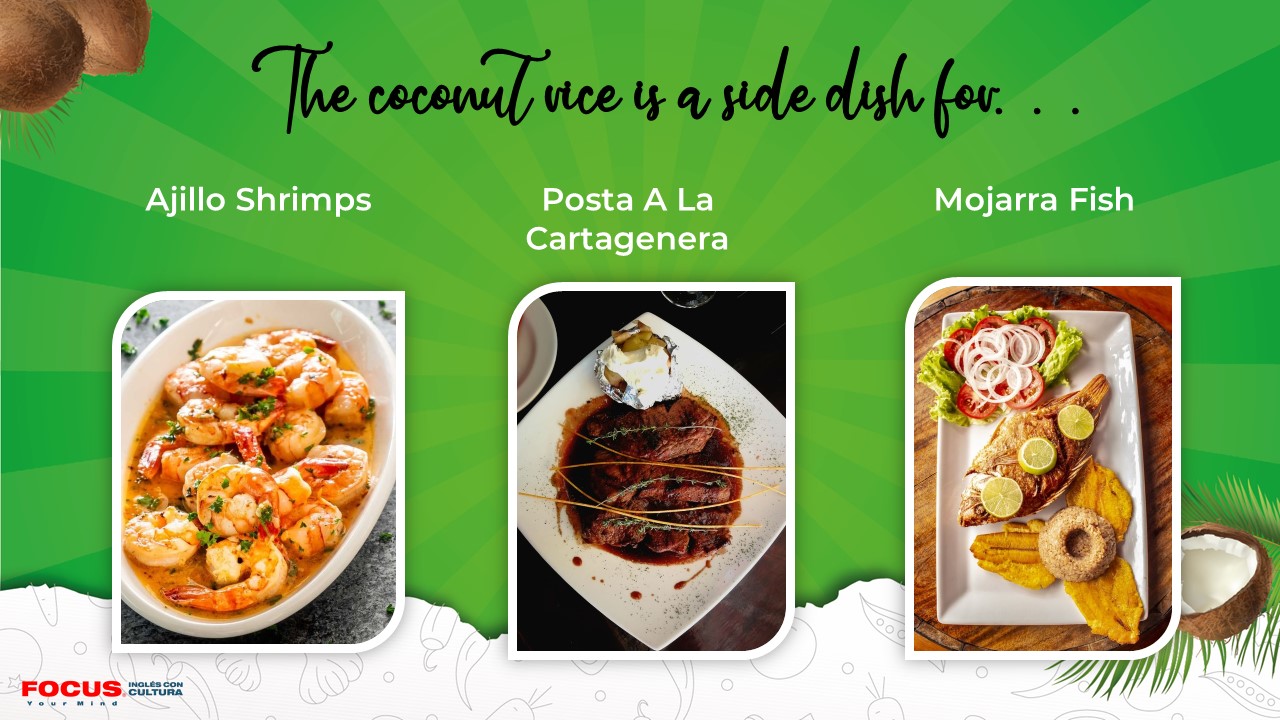 The coconut rice is a side dish for. . .
Ajillo Shrimps
Posta A La
Cartagenera
Mojarra Fish
FOCUS® INGLÉS CON
CULTURA
Your Mind